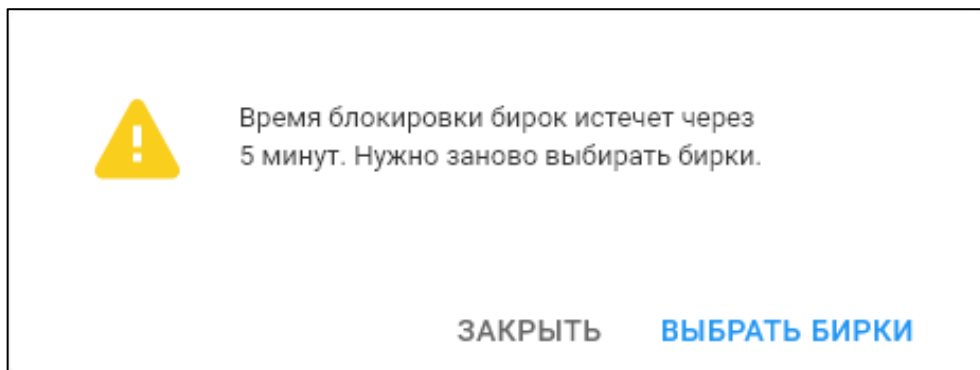 Время блокировки бирок истечет через
5 минут. Нужно заново выбирать бирки.
ЗАКРЫТЬ ВЫБРАТЬ БИРКИ